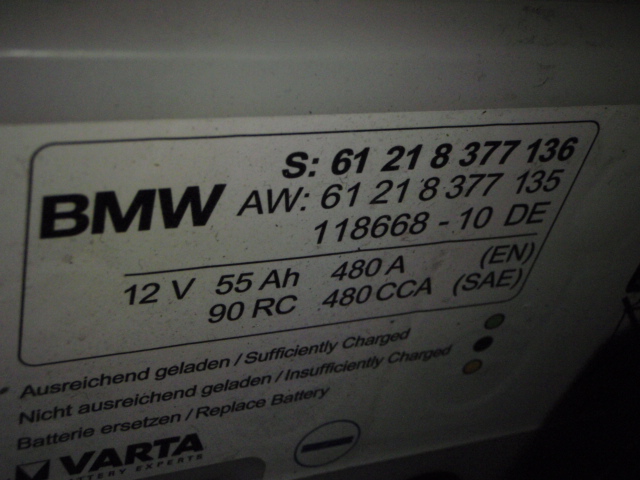 S: 61 21 8 377 136
BMW AW: 61 21 8 377 135
118668 - 10 DE
12 V 55 Ah 480 A (EN)
90 RC 480 CCA (SAE)
Ausreichend geladen / Sufficiently Charged
Nicht ausreichend geladen / Insufficiently Charged
Batterie ersetzen / Replace Battery
VARTA
BATTERY EXPERTS